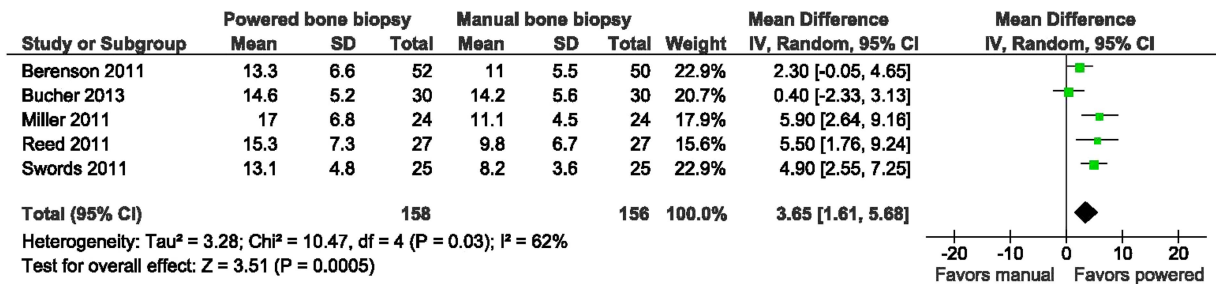 Powered bone biopsy Manual bone biopsy Mean Difference Mean Difference
Study or Subgroup Mean SD Total Mean SD Total Weight IV, Random, 95% CI IV, Random, 95% CI
Berenson 2011 13.3 6.6 52 11 5.5 50 22.9% 2.30 [-0.05, 4.65]
Bucher 2013 14.6 5.2 30 14.2 5.6 30 20.7% 0.40 [-2.33, 3.13]
Miller 2011 17 6.8 24 11.1 4.5 24 17.9% 5.90 [2.64, 9.16]
Reed 2011 15.3 7.3 27 9.8 6.7 27 15.6% 5.50 [1.76, 9.24]
Swords 2011 13.1 4.8 25 8.2 3.6 25 22.9% 4.90 [2.55, 7.25]
Total (95% CI) 158 156 100.0% 3.65 [1.61, 5.68]
Heterogeneity: Tau² = 3.28; Chi² = 10.47, df = 4 (P = 0.03); I² = 62%
Test for overall effect: Z = 3.51 (P = 0.0005)
-20 -10 0 10 20
Favors manual Favors powered